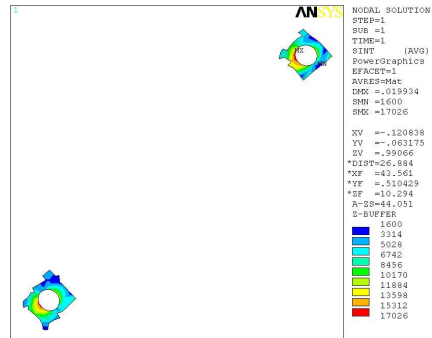 1
ANSYS
MX
MN
NODAL SOLUTION
STEP=1
SUB =1
TIME=1
SINT (AVG)
PowerGraphics
EFACET=1
AVRES=Mat
DMX =.019934
SMN =1600
SMX =17026
XV =-.120838
YV =-.063175
ZV =.99066
*DIST=26.884
*XF =43.561
*YF =.510429
*ZF =10.294
A-ZS=44.051
Z-BUFFER
1600
3314
5028
6742
8456
10170
11884
13598
15312
17026